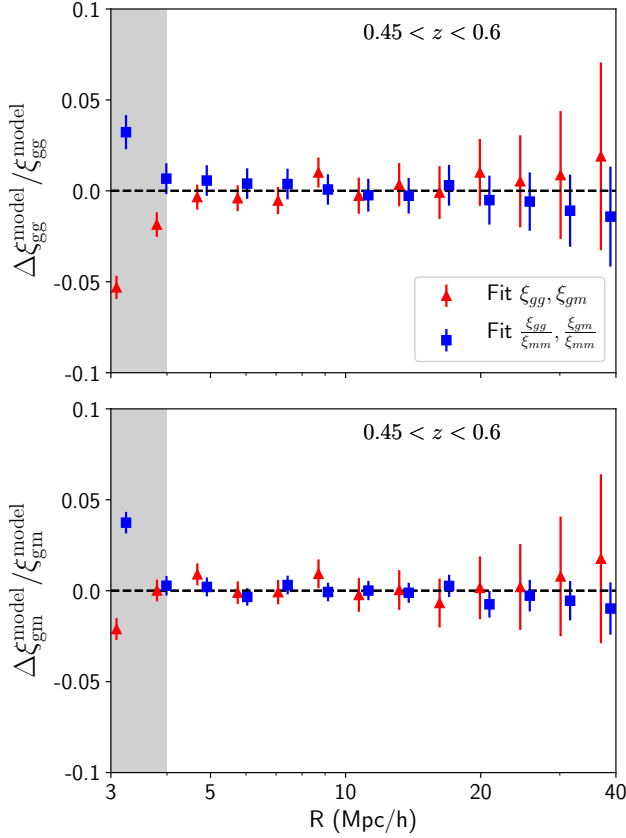 0.45 < z < 0.6
0.10
0.05
0.0
-0.05
-0.1
Δξ_gg^model/ξ_gg^model
Fit ξ_gg, ξ_gm
Fit ξ_gg/ξ_mm, ξ_gm/ξ_mm
0.45 < z < 0.6
0.1
0.05
0.0
-0.05
-0.1
Δξ_gm^model/ξ_gm^model
3 5 10 20 40
R (Mpc/h)